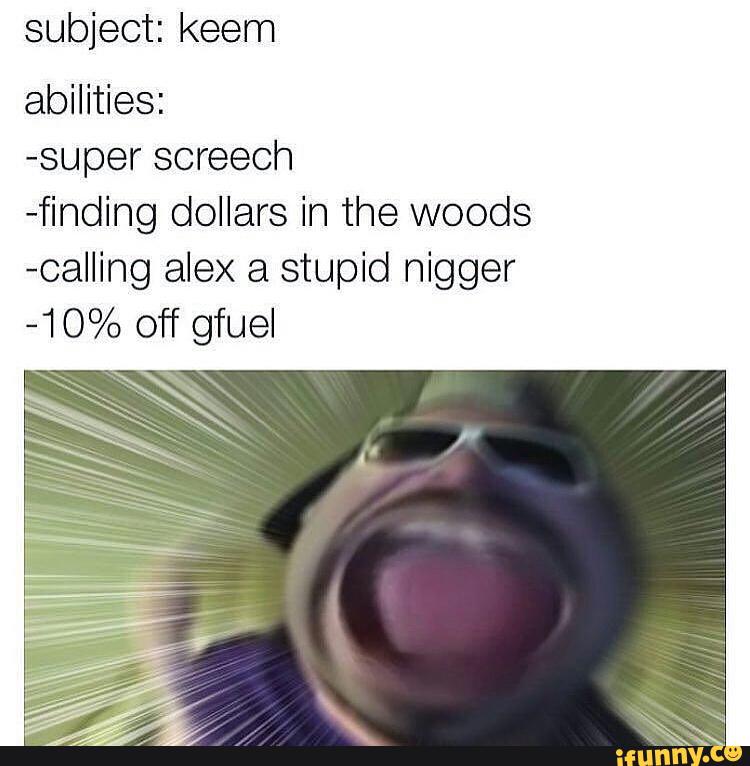 subject: keem
abilities:
-super screech
-finding dollars in the woods
-calling alex a stupid nigger
-10% off gfuel
ifunny.co